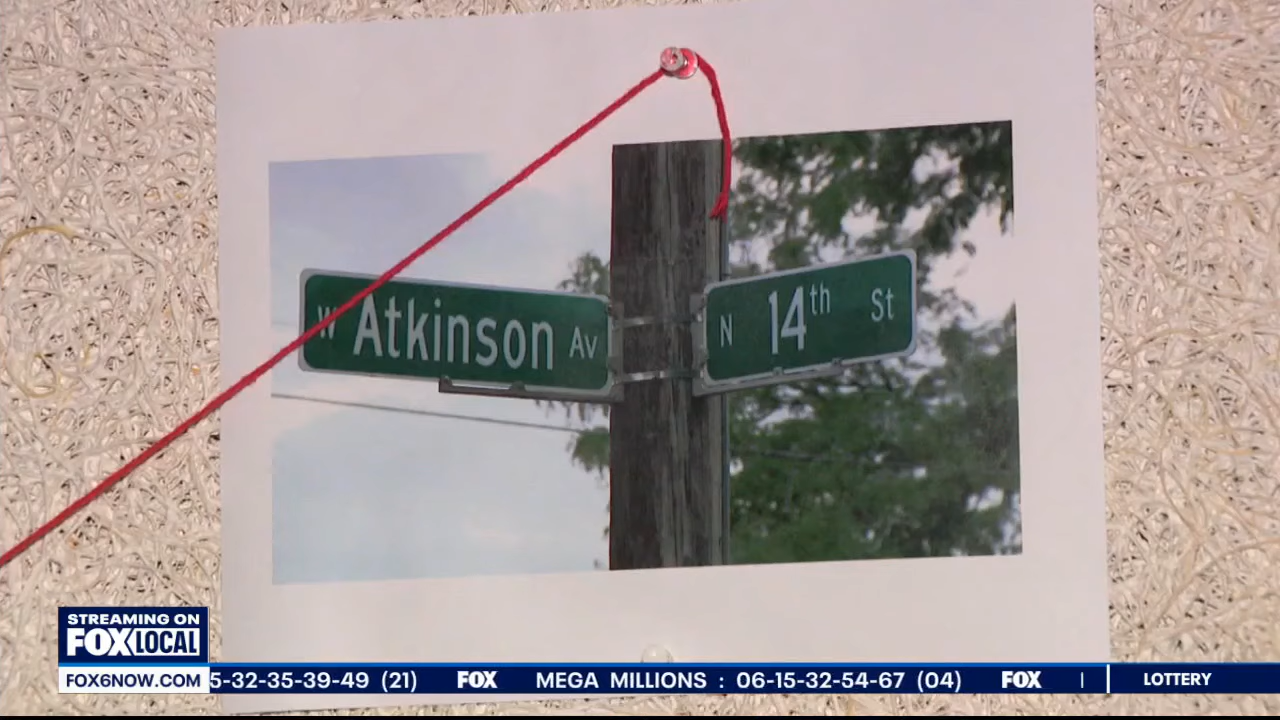 W Atkinson Av
N 14th St
STREAMING ON
FOX LOCAL
FOX6NOW.COM
5-32-35-39-49 (21) FOX MEGA MILLIONS : 06-15-32-54-67 (04) FOX | LOTTERY